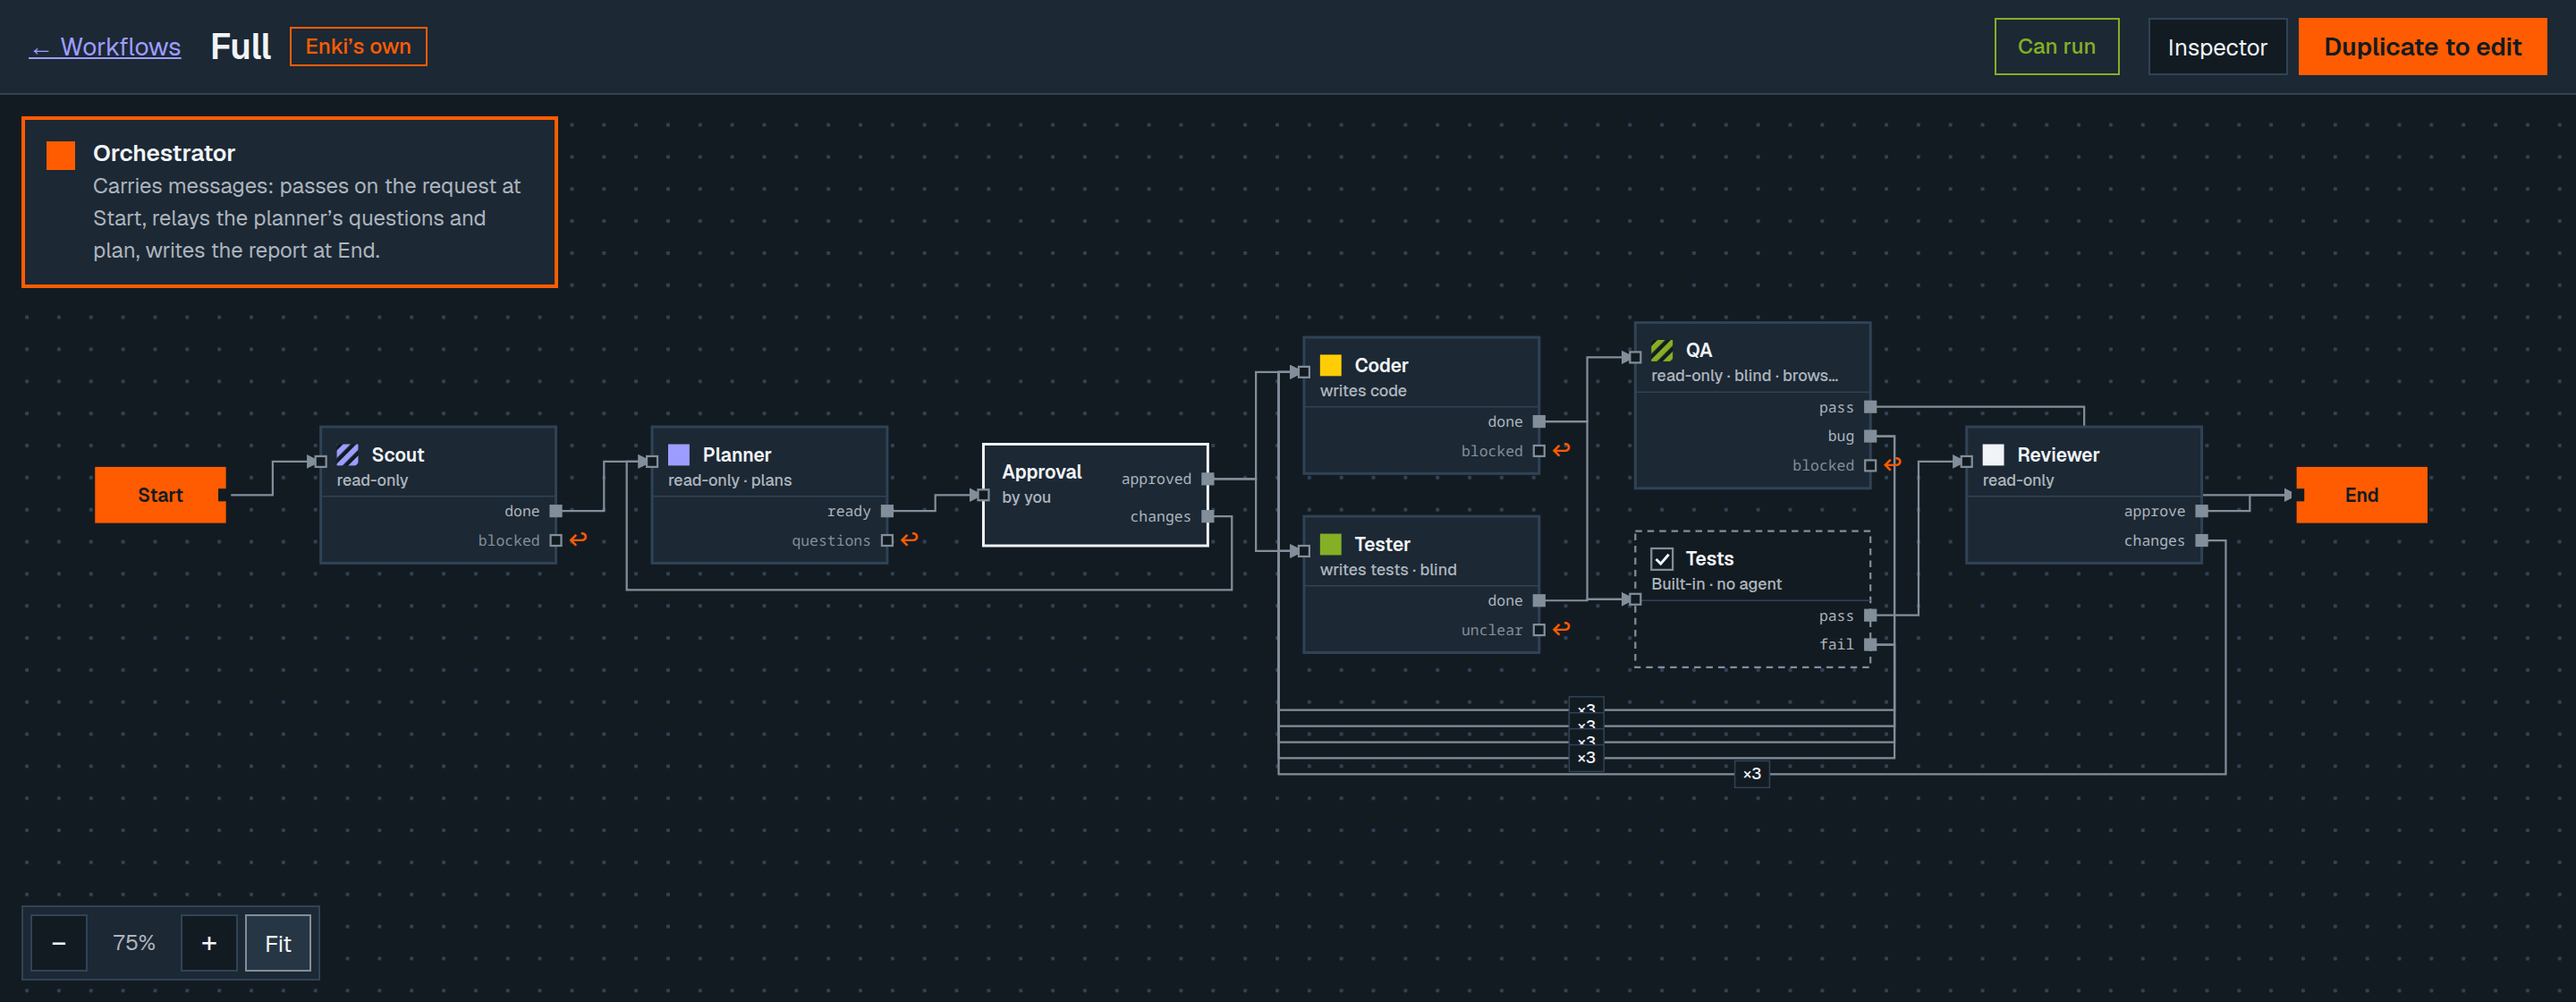 ← Workflows
Full
Enki's own
Can run
Inspector
Duplicate to edit
Orchestrator
Carries messages: passes on the request at
Start, relays the planner's questions and
plan, writes the report at End.
Start
Scout
read-only
done
blocked
Planner
read-only · plans
ready
questions
Approval
by you
approved
changes
Coder
writes code
done
blocked
Tester
writes tests · blind
done
unclear
QA
read-only · blind · brows...
pass
bug
blocked
Tests
Built-in · no agent
pass
fail
Reviewer
read-only
approve
changes
End
×3
×3
×3
×3
×3
−
75%
+
Fit